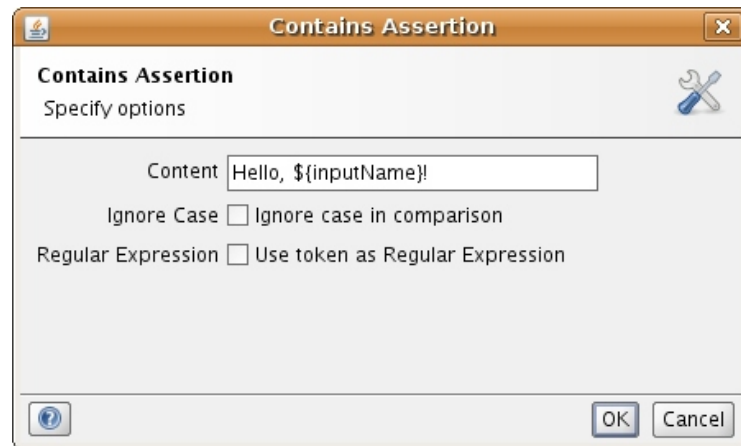 Contains Assertion
Contains Assertion
Specify options
Content Hello, ${inputName}!
Ignore Case Ignore case in comparison
Regular Expression Use token as Regular Expression
OK Cancel